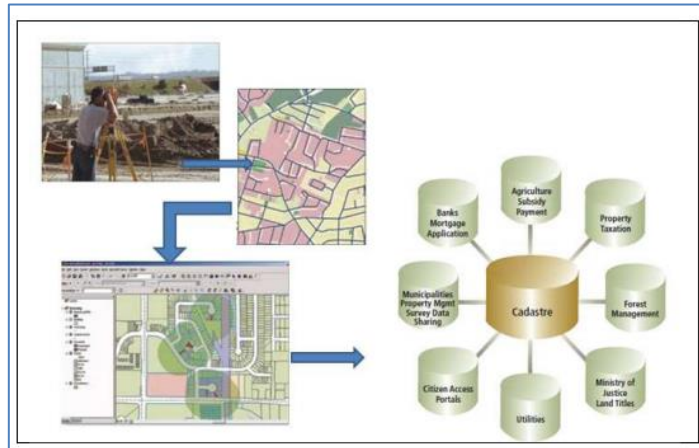 Agriculture
Subsidy
Payment
Banks
Mortgage
Application
Property
Taxation
Municipalities
Property Mgmt
Survey Data
Sharing
Cadastre
Forest
Management
Citizen Access
Portals
Utilities
Ministry of
Justice
Land Titles